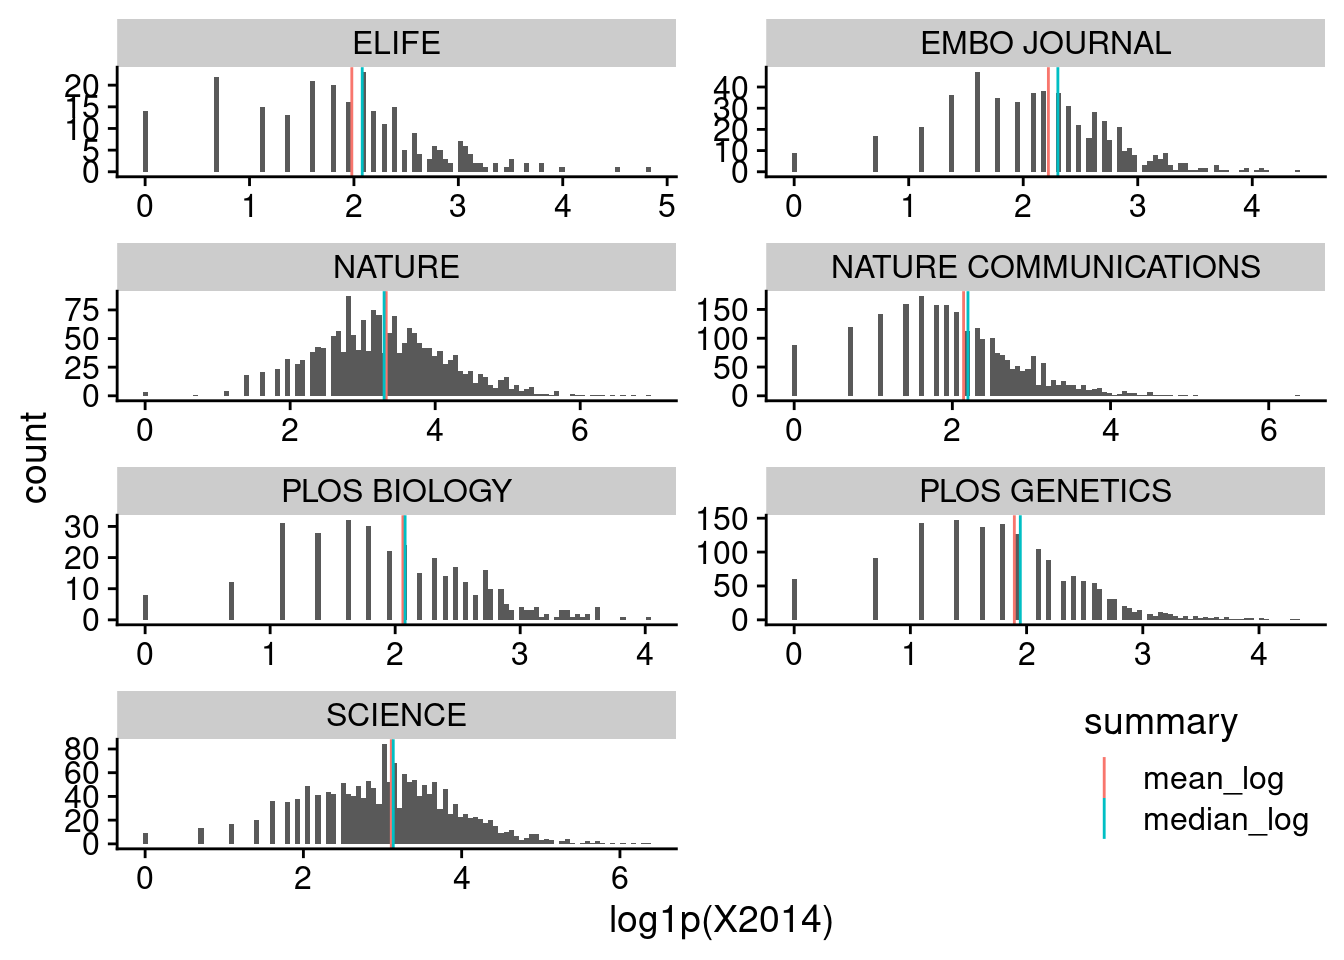 ELIFE
20
15
10
5
0
0 1 2 3 4 5
EMBO JOURNAL
40
30
20
10
0
0 1 2 3 4
NATURE
75
50
25
0
0 2 4 6
NATURE COMMUNICATIONS
150
100
50
0
0 2 4 6
count
PLOS BIOLOGY
30
20
10
0
0 1 2 3 4
PLOS GENETICS
150
100
50
0
0 1 2 3 4
SCIENCE
80
60
40
20
0
0 2 4 6
summary
mean_log
median_log
log1p(X2014)